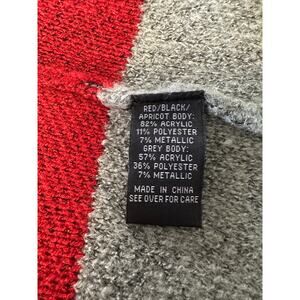 RED/BLACK/
APRICOT BODY:
82% ACRYLIC
11% POLYESTER
7% METALLIC
GREY BODY:
57% ACRYLIC
36% POLYESTER
7% METALLIC
MADE IN CHINA
SEE OVER FOR CARE